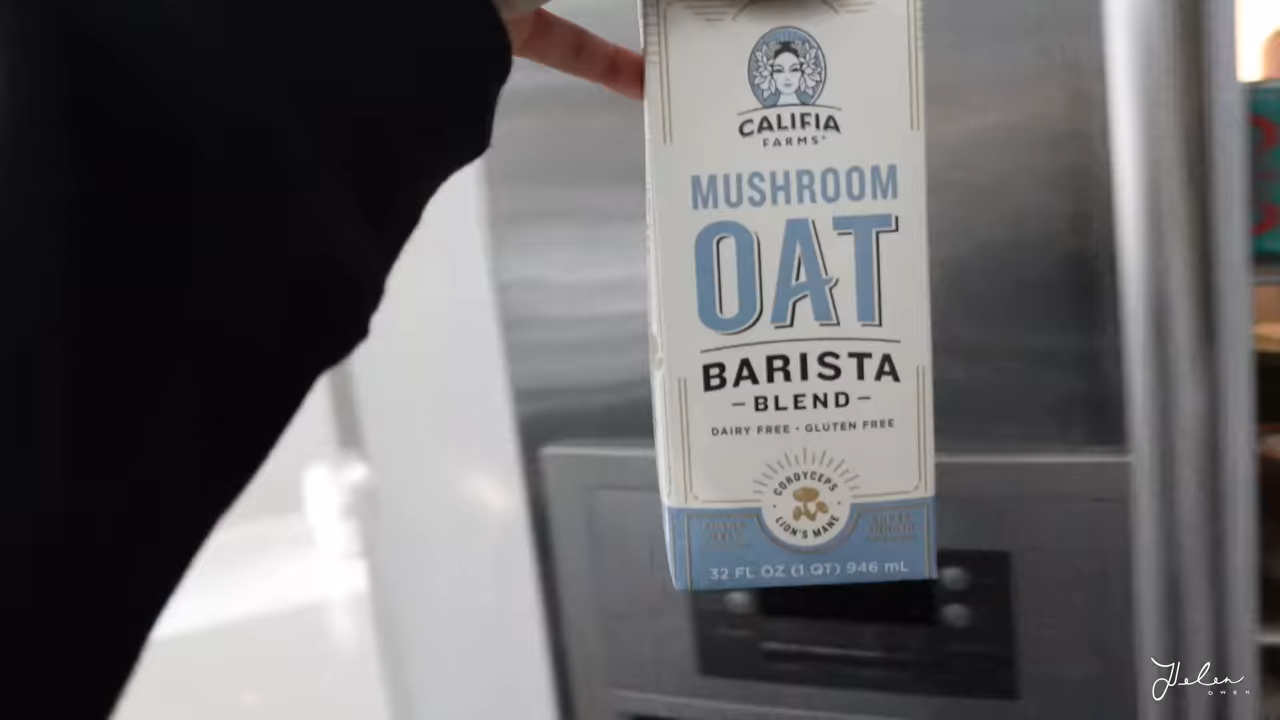 CALIFIA
FARMS
MUSHROOM
OAT
BARISTA
-BLEND-
DAIRY FREE • GLUTEN FREE
CORDYCEPS
LION'S MANE
32 FL OZ (1 QT) 946 mL
Helen
OWEN